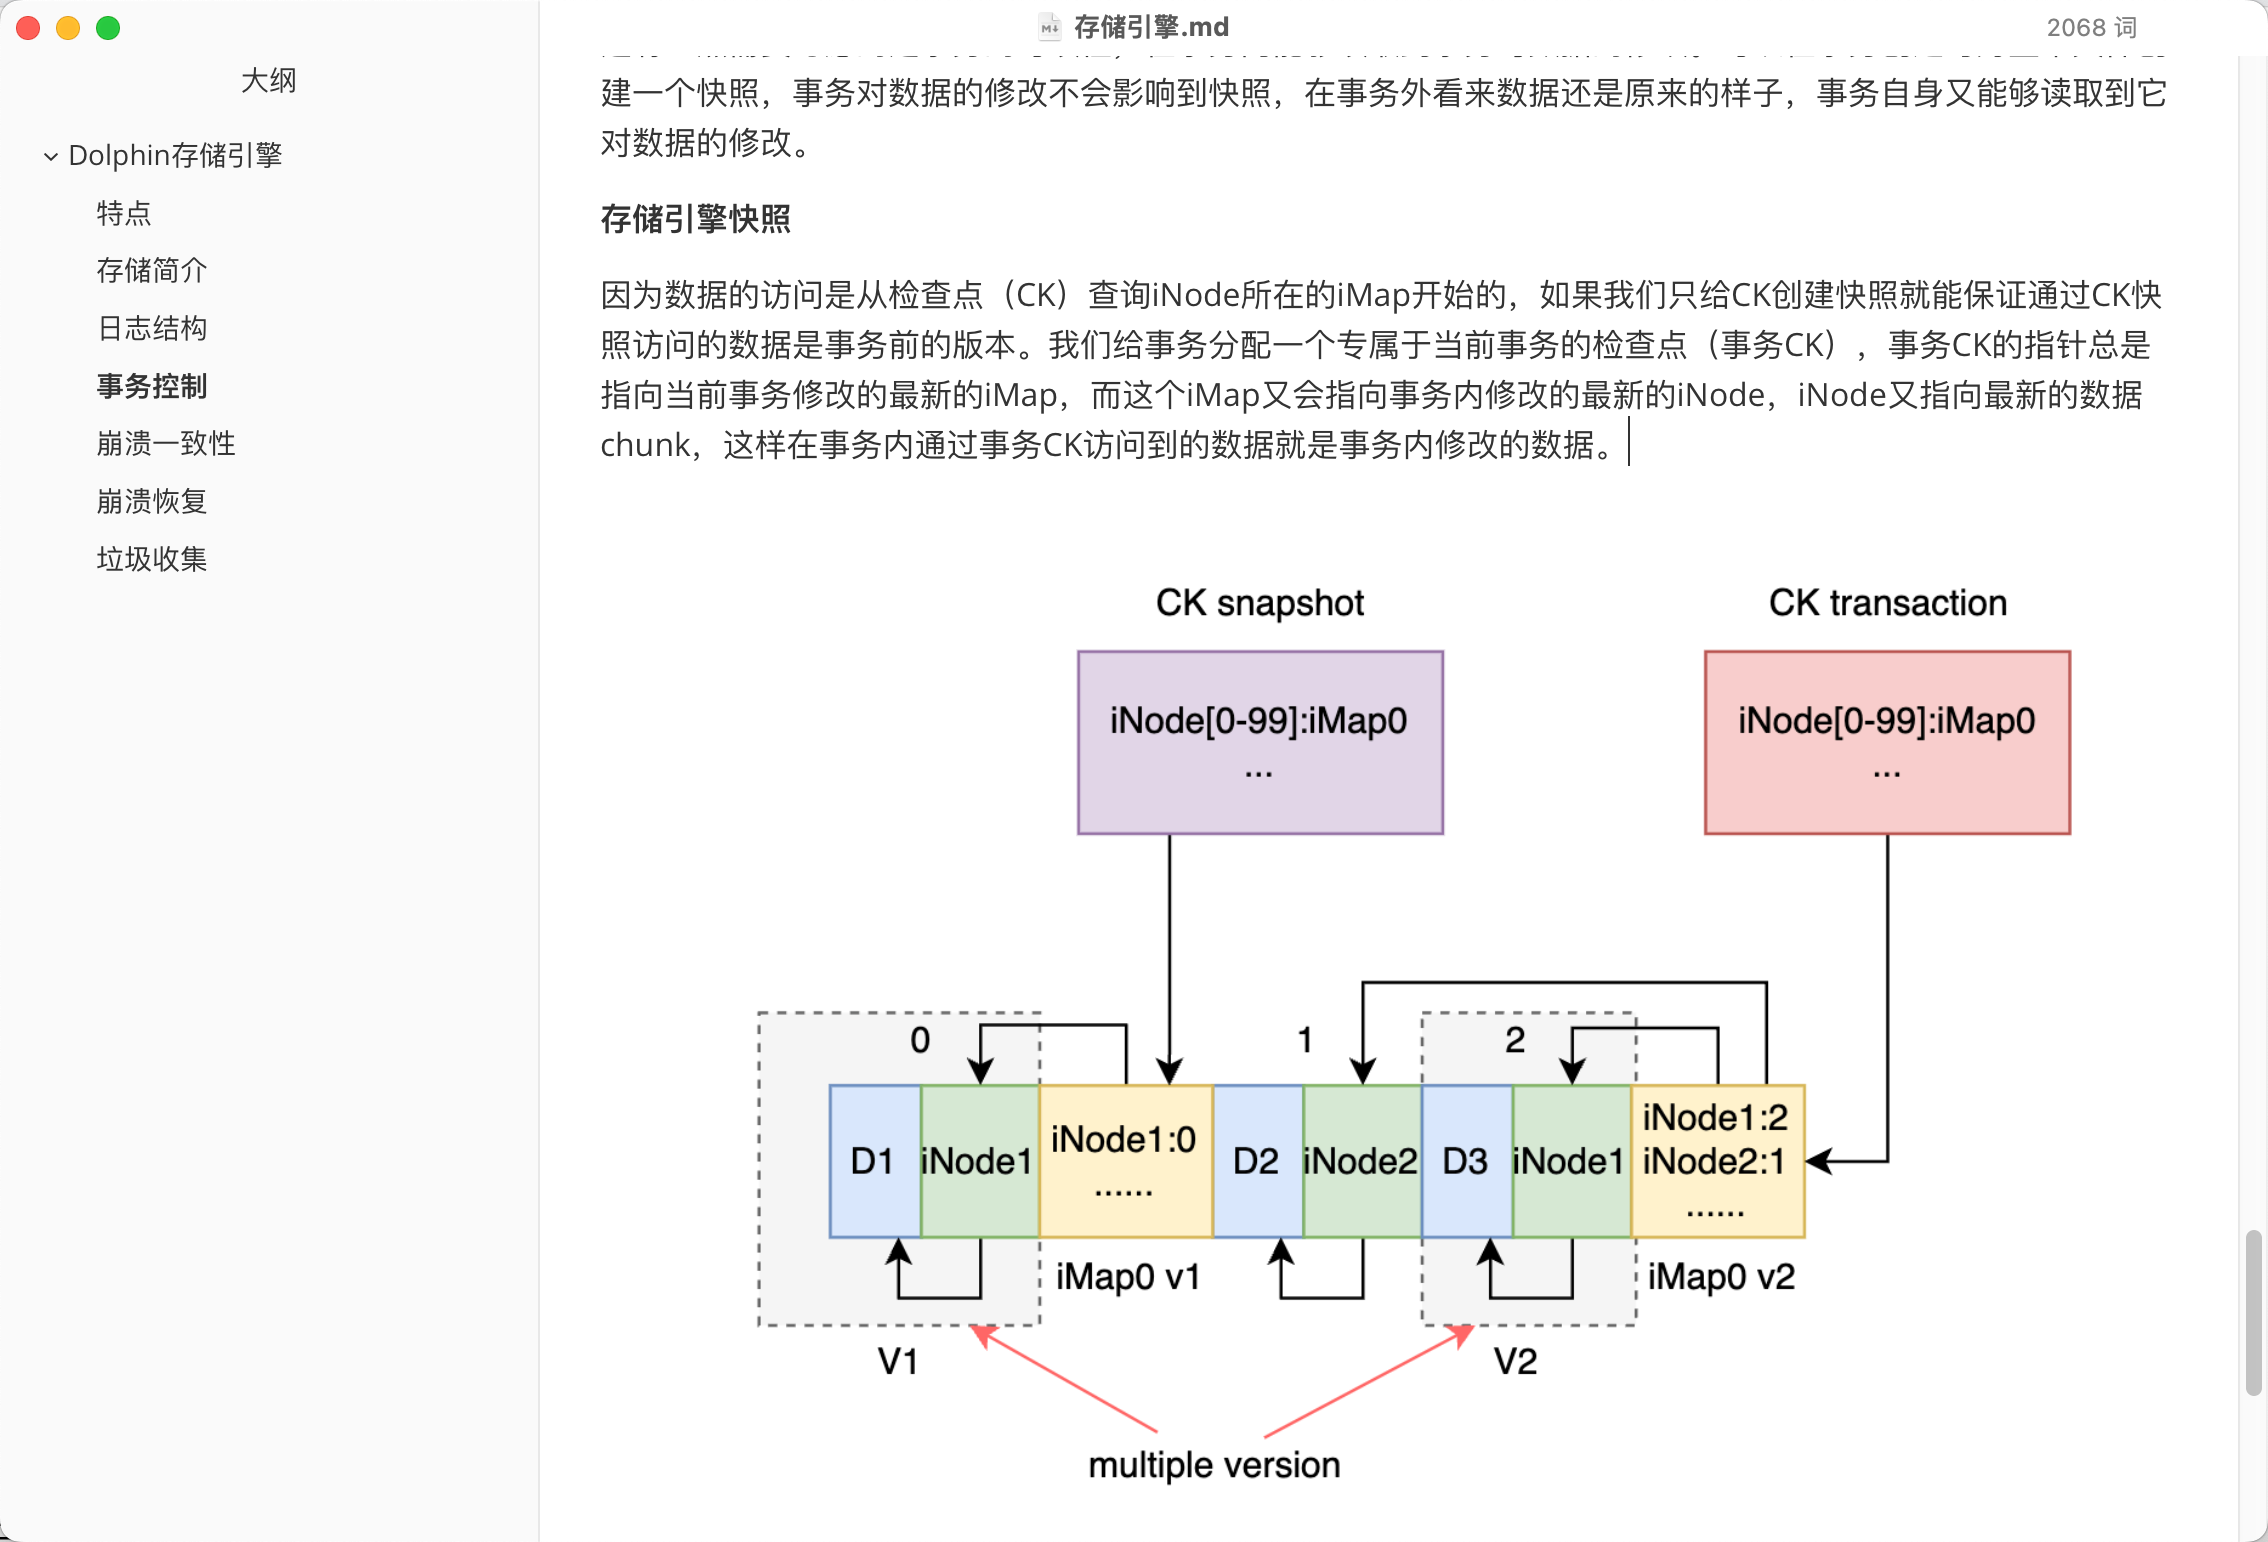 存储引擎.md
2068 词
大纲
Dolphin存储引擎
特点
存储简介
日志结构
事务控制
崩溃一致性
崩溃恢复
垃圾收集
建一个快照，事务对数据的修改不会影响到快照，在事务外看来数据还是原来的样子，事务自身又能够读取到它
对数据的修改。
存储引擎快照
因为数据的访问是从检查点（CK）查询iNode所在的iMap开始的，如果我们只给CK创建快照就能保证通过CK快
照访问的数据是事务前的版本。我们给事务分配一个专属于当前事务的检查点（事务CK），事务CK的指针总是
指向当前事务修改的最新的iMap，而这个iMap又会指向事务内修改的最新的iNode，iNode又指向最新的数据
chunk，这样在事务内通过事务CK访问到的数据就是事务内修改的数据。
CK snapshot
CK transaction
iNode[0-99]:iMap0
...
iNode[0-99]:iMap0
...
0
1
2
D1
iNode1
iNode1:0
......
D2
iNode2
D3
iNode1
iNode1:2
iNode2:1
......
iMap0 v1
iMap0 v2
V1
V2
multiple version